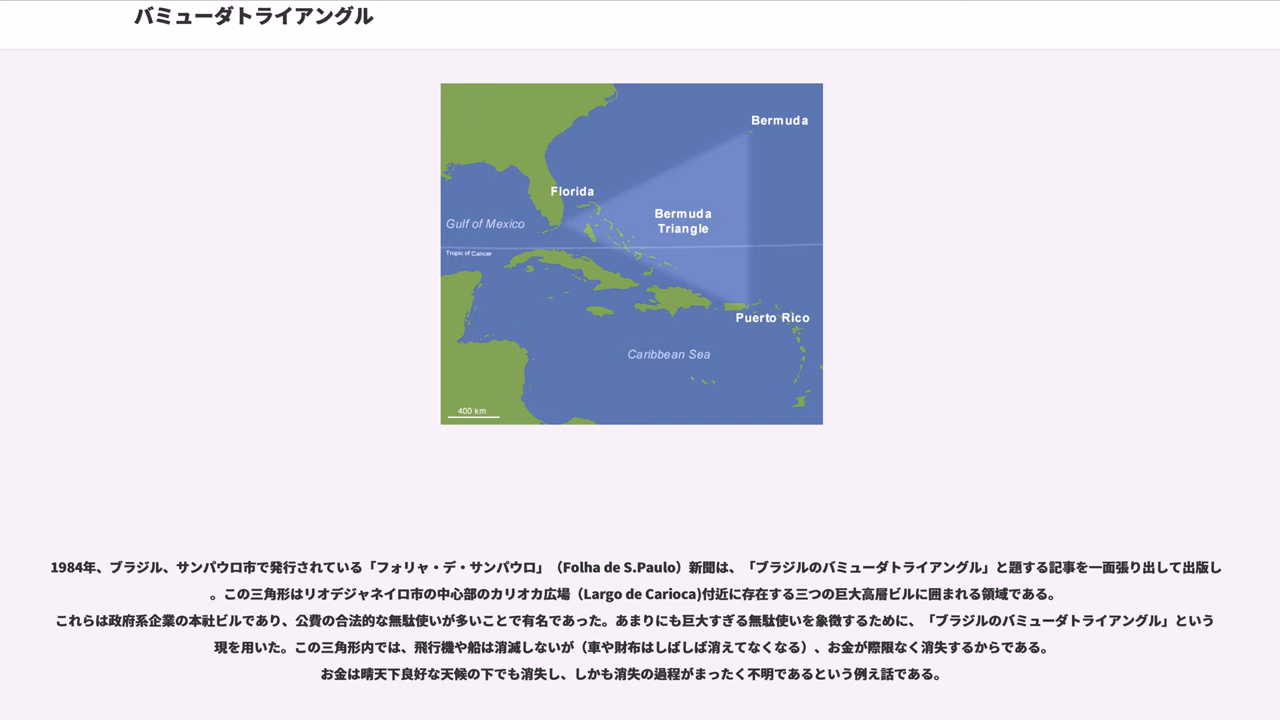 バミューダトライアングル
Bermuda
Florida
Bermuda
Triangle
Gulf of Mexico
Tropic of Cancer
Puerto Rico
Caribbean Sea
400 km
1984年、ブラジル、サンパウロ市で発行されている「フォリャ・デ・サンパウロ」（Folha de S.Paulo）新聞は、「ブラジルのバミューダトライアングル」と題する記事を一面張り出して出版し
。この三角形はリオデジャネイロ市の中心部のカリオカ広場（Largo de Carioca)付近に存在する三つの巨大高層ビルに囲まれる領域である。
これらは政府系企業の本社ビルであり、公費の合法的な無駄使いが多いことで有名であった。あまりにも巨大すぎる無駄使いを象徴するために、「ブラジルのバミューダトライアングル」という
現を用いた。この三角形内では、飛行機や船は消滅しないが（車や財布はしばしば消えてなくなる）、お金が際限なく消失するからである。
お金は晴天下良好な天候の下でも消失し、しかも消失の過程がまったく不明であるという例え話である。